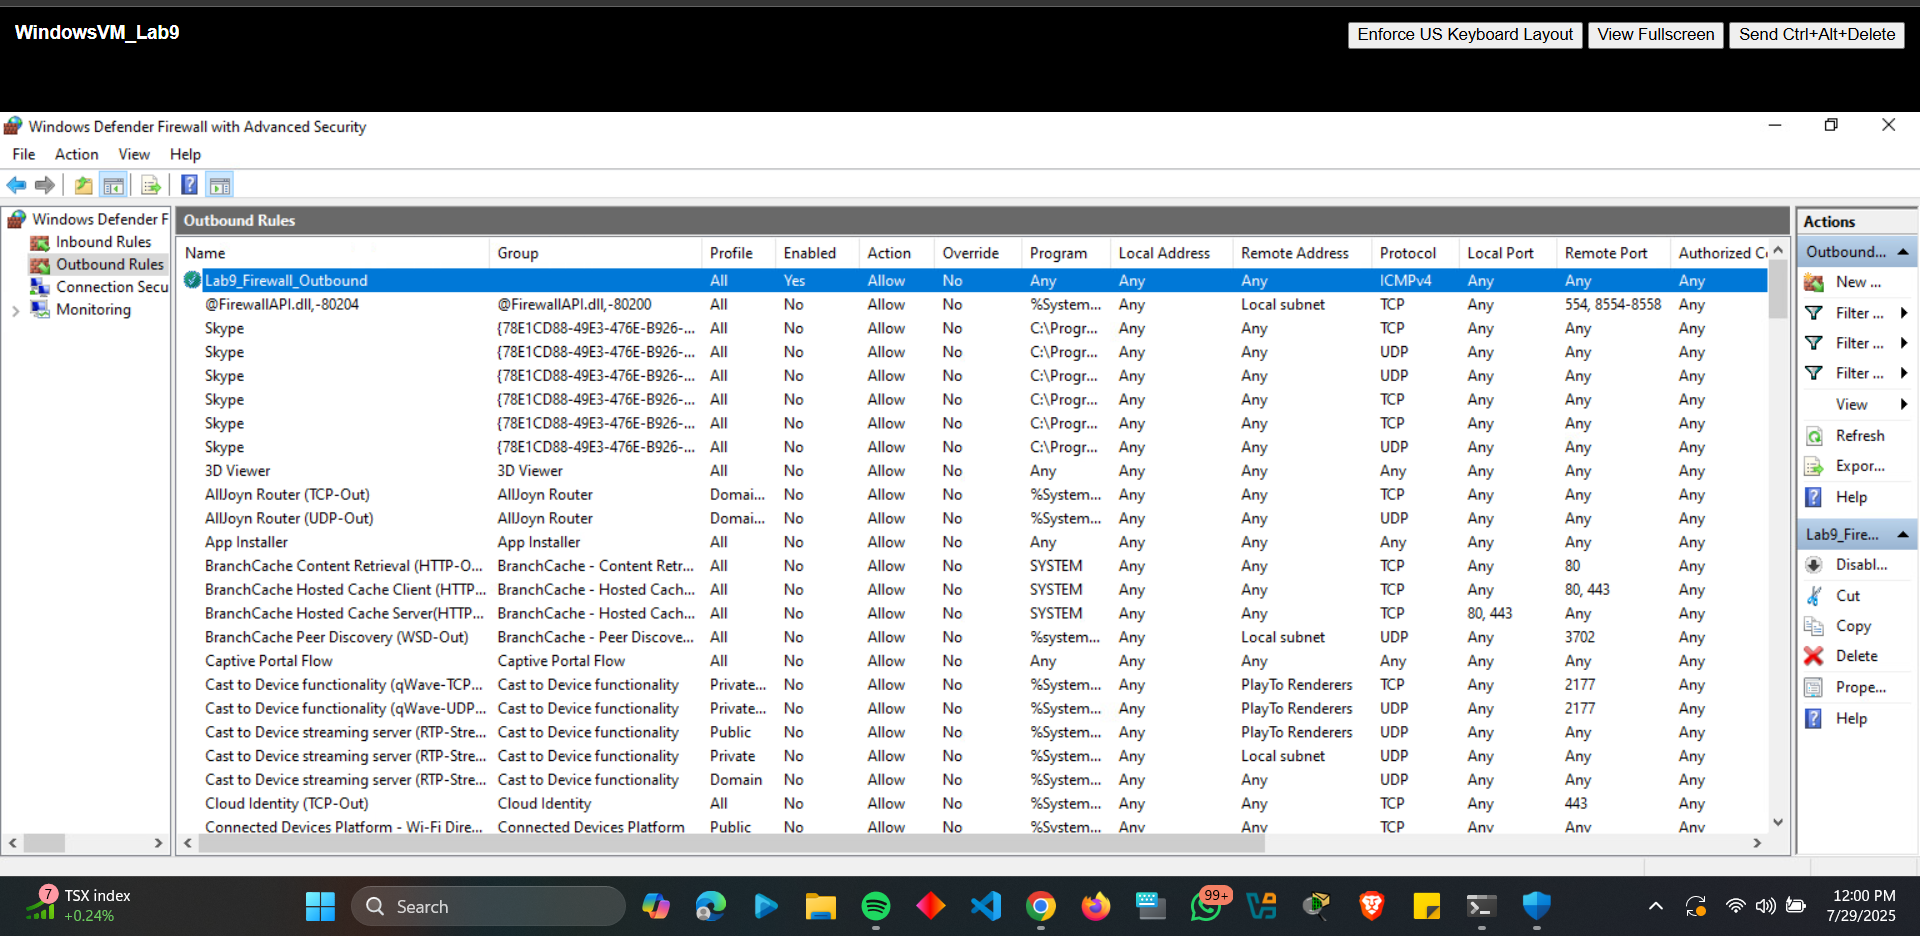 WindowsVM_Lab9
Enforce US Keyboard Layout View Fullscreen Send Ctrl+Alt+Delete
Windows Defender Firewall with Advanced Security
File Action View Help
Windows Defender F
Inbound Rules
Outbound Rules
Connection Secu
Monitoring
Outbound Rules
Name Group Profile Enabled Action Override Program Local Address Remote Address Protocol Local Port Remote Port Authorized Co
Lab9_Firewall_Outbound All Yes Allow No Any Any Any ICMPv4 Any Any Any
@FirewallAPI.dll,-80204 @FirewallAPI.dll,-80200 All No Allow No %System... Any Local subnet TCP Any 554, 8554-8558 Any
Skype {78E1CD88-49E3-476E-B926-... All No Allow No C:\Progr... Any Any TCP Any Any Any
Skype {78E1CD88-49E3-476E-B926-... All No Allow No C:\Progr... Any Any UDP Any Any Any
Skype {78E1CD88-49E3-476E-B926-... All No Allow No C:\Progr... Any Any UDP Any Any Any
Skype {78E1CD88-49E3-476E-B926-... All No Allow No C:\Progr... Any Any TCP Any Any Any
Skype {78E1CD88-49E3-476E-B926-... All No Allow No C:\Progr... Any Any TCP Any Any Any
Skype {78E1CD88-49E3-476E-B926-... All No Allow No C:\Progr... Any Any UDP Any Any Any
3D Viewer 3D Viewer All No Allow No Any Any Any Any Any Any Any
AllJoyn Router (TCP-Out) AllJoyn Router Domai... No Allow No %System... Any Any TCP Any Any Any
AllJoyn Router (UDP-Out) AllJoyn Router Domai... No Allow No %System... Any Any UDP Any Any Any
App Installer App Installer All No Allow No Any Any Any Any Any Any Any
BranchCache Content Retrieval (HTTP-O... BranchCache - Content Retr... All No Allow No SYSTEM Any Any TCP Any 80 Any
BranchCache Hosted Cache Client (HTTP... BranchCache - Hosted Cach... All No Allow No SYSTEM Any Any TCP Any 80, 443 Any
BranchCache Hosted Cache Server(HTTP... BranchCache - Hosted Cach... All No Allow No SYSTEM Any Any TCP 80, 443 Any Any
BranchCache Peer Discovery (WSD-Out) BranchCache - Peer Discove... All No Allow No %system... Any Local subnet UDP Any 3702 Any
Captive Portal Flow Captive Portal Flow All No Allow No Any Any Any Any Any Any Any
Cast to Device functionality (qWave-TCP... Cast to Device functionality Private... No Allow No %System... Any PlayTo Renderers TCP Any 2177 Any
Cast to Device functionality (qWave-UDP... Cast to Device functionality Private... No Allow No %System... Any PlayTo Renderers UDP Any 2177 Any
Cast to Device streaming server (RTP-Stre... Cast to Device functionality Public No Allow No %System... Any PlayTo Renderers UDP Any Any Any
Cast to Device streaming server (RTP-Stre... Cast to Device functionality Private No Allow No %System... Any Local subnet UDP Any Any Any
Cast to Device streaming server (RTP-Stre... Cast to Device functionality Domain No Allow No %System... Any Any UDP Any Any Any
Cloud Identity (TCP-Out) Cloud Identity All No Allow No %System... Any Any TCP Any 443 Any
Connected Devices Platform - Wi-Fi Dire... Connected Devices Platform Public No Allow No %System... Any Any TCP Any Any Any
Actions
Outbound...
New ...
Filter ...
Filter ...
Filter ...
View
Refresh
Expor...
Help
Lab9_Fire...
Disabl...
Cut
Copy
Delete
Prope...
Help
7
TSX index
+0.24%
Search
99+
12:00 PM
7/29/2025